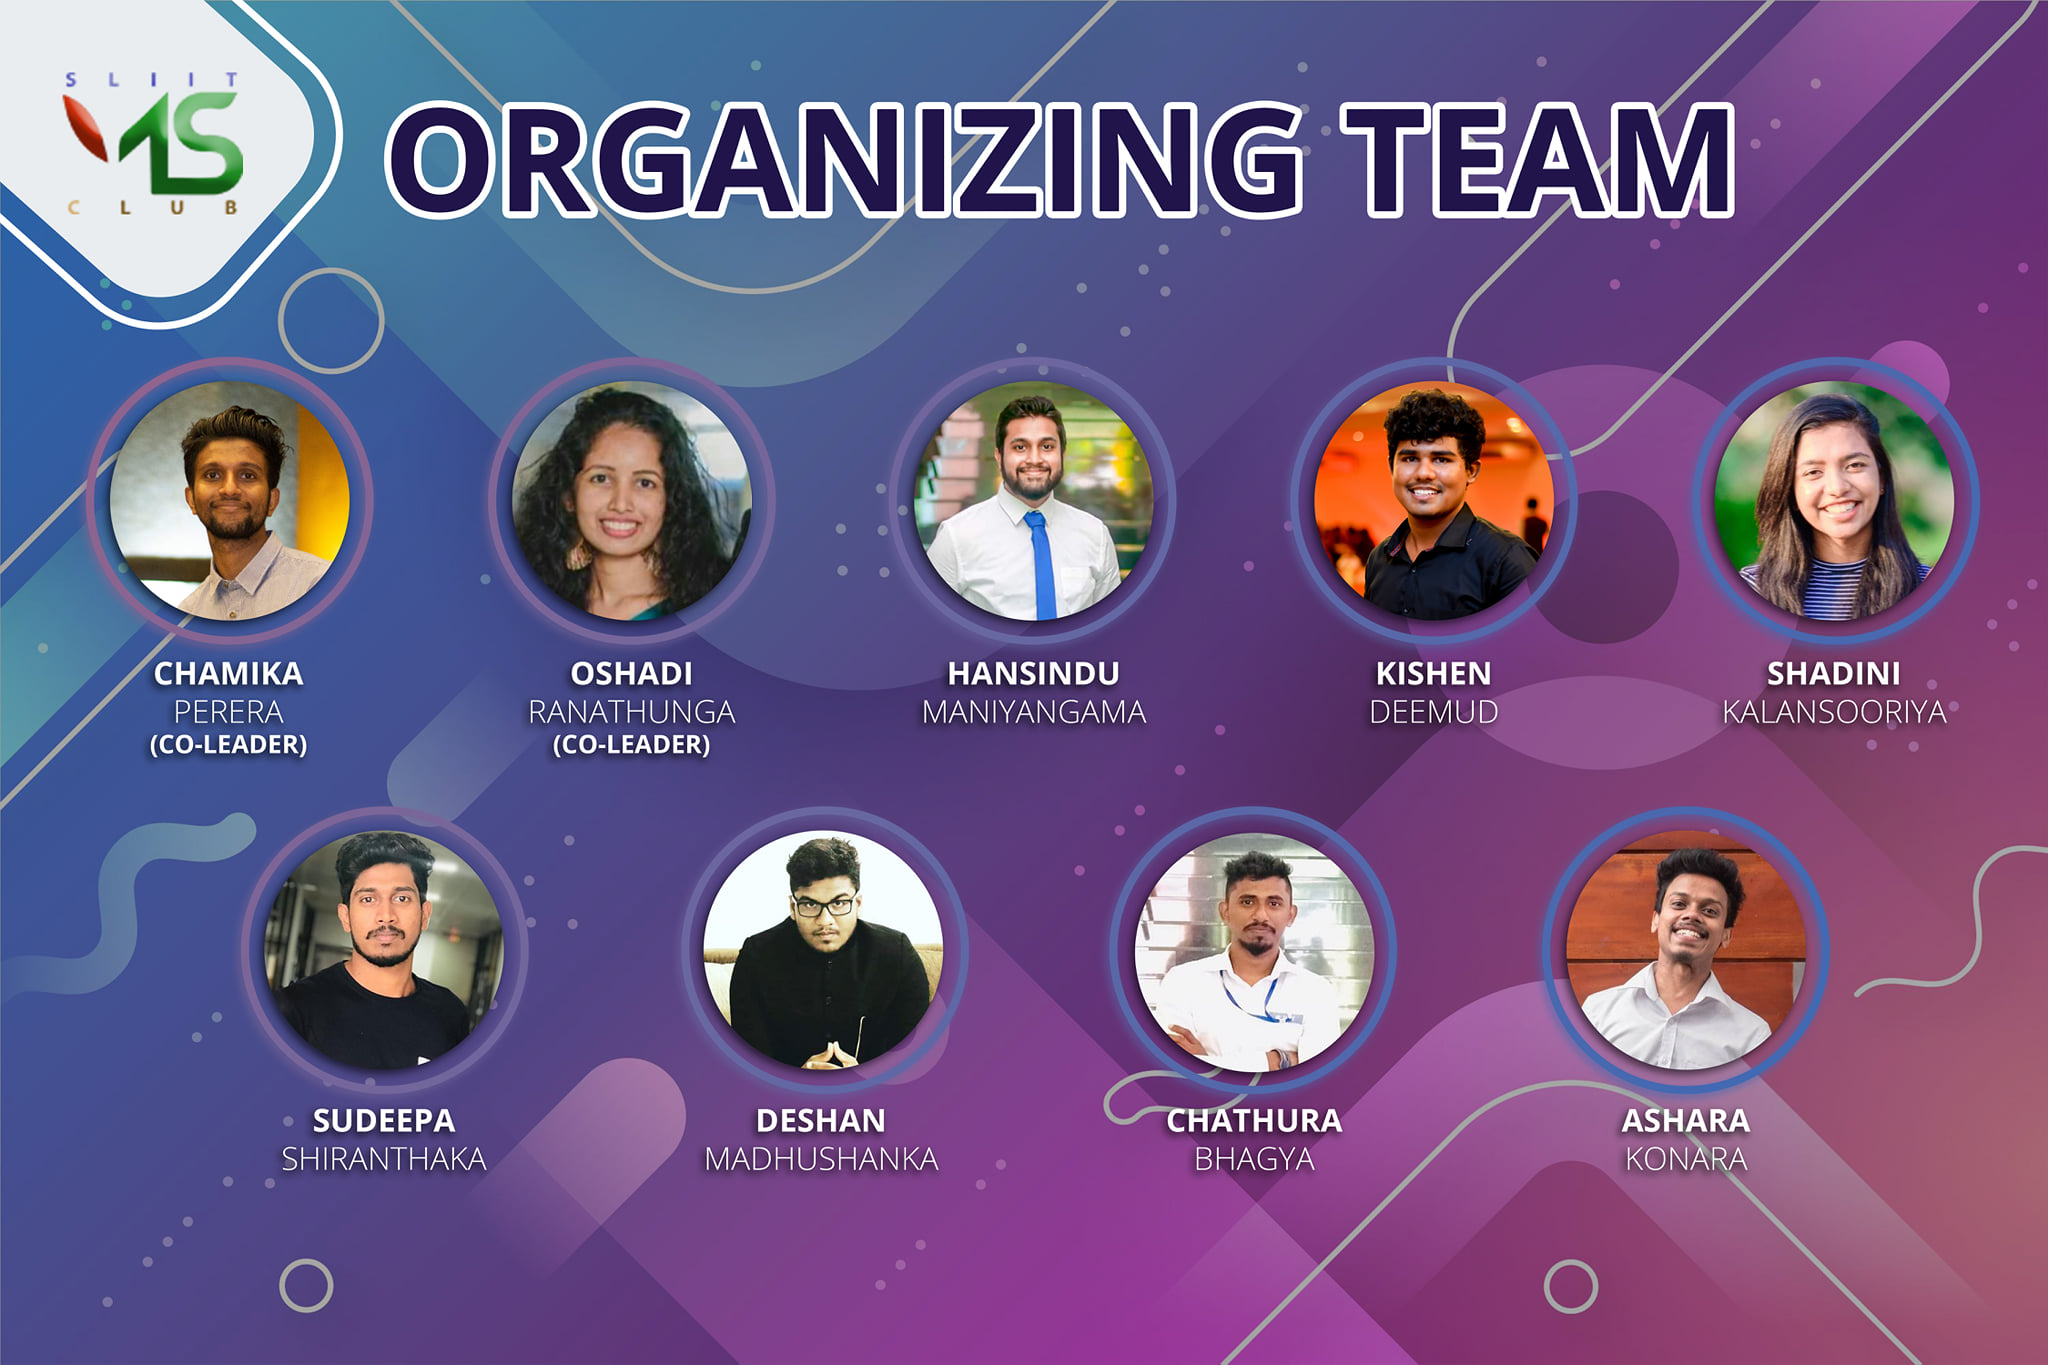 SLIIT
MS
CLUB
ORGANIZING TEAM
CHAMIKA
PERERA
(CO-LEADER)
OSHADI
RANATHUNGA
(CO-LEADER)
HANSINDU
MANIYANGAMA
KISHEN
DEEMUD
SHADINI
KALANSOORIYA
SUDEEPA
SHIRANTHAKA
DESHAN
MADHUSHANKA
CHATHURA
BHAGYA
ASHARA
KONARA